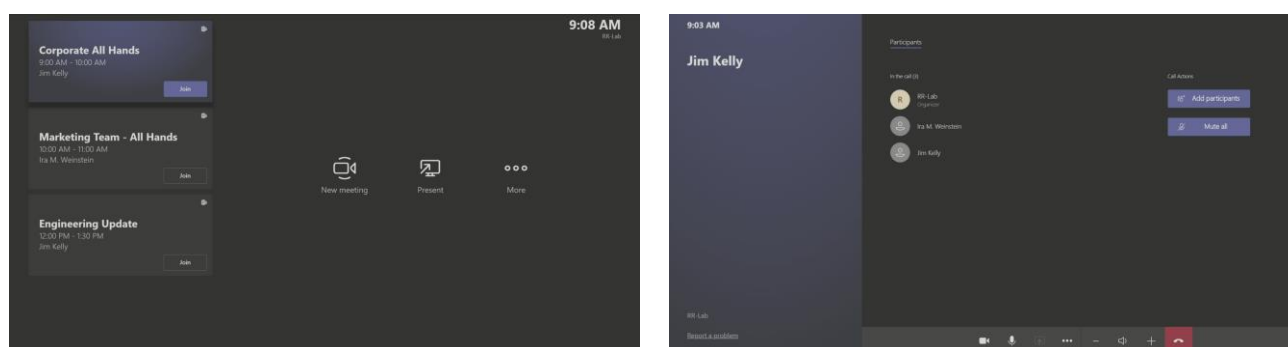 9:08 AM
RR-Lab
Corporate All Hands
9:00 AM - 10:00 AM
Jim Kelly
Join
Marketing Team - All Hands
10:00 AM - 11:00 AM
Ira M. Weinstein
Join
Engineering Update
12:00 PM - 1:30 PM
Jim Kelly
Join
New meeting
Present
More
9:03 AM
Jim Kelly
RR-Lab
Report a problem
Participants
In the call (3)
R
RR-Lab
Organizer
Ira M. Weinstein
Jim Kelly
Call Actions
Add participants
Mute all